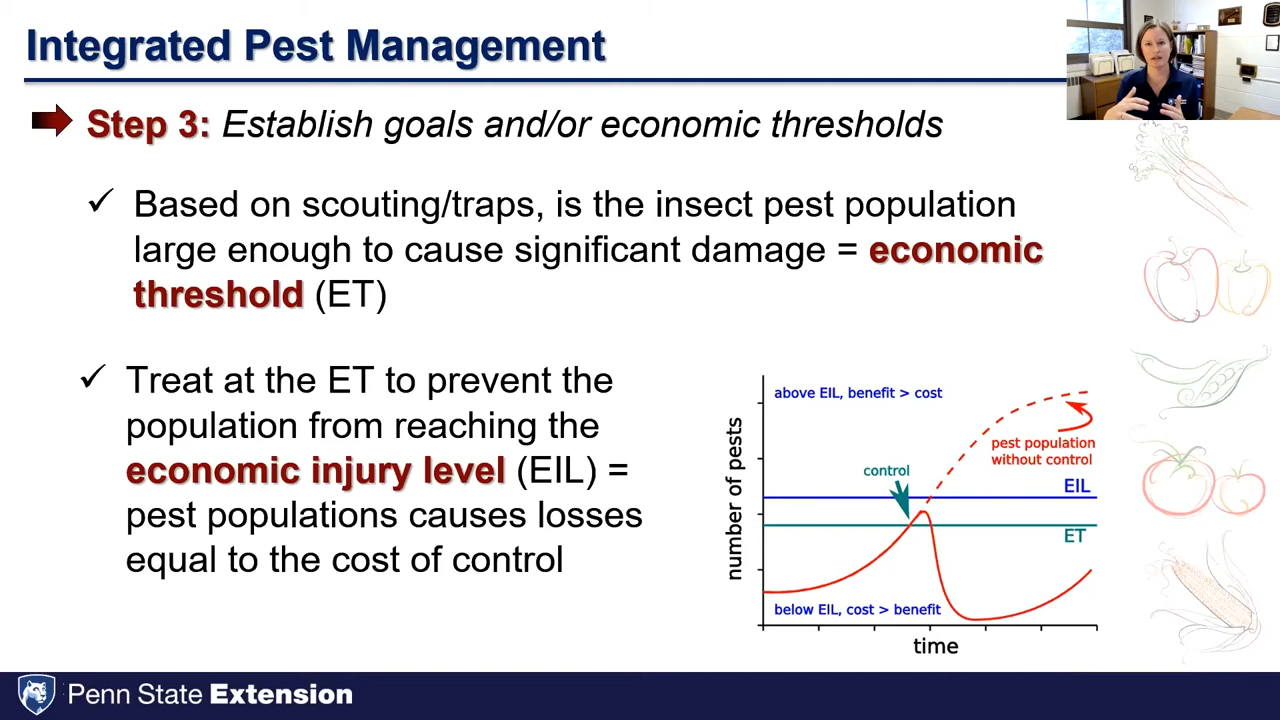 Integrated Pest Management
Step 3: Establish goals and/or economic thresholds
✓ Based on scouting/traps, is the insect pest population
large enough to cause significant damage = economic
threshold (ET)
✓ Treat at the ET to prevent the
population from reaching the
economic injury level (EIL) =
pest populations causes losses
equal to the cost of control
number of pests
above EIL, benefit > cost
pest population
without control
control
EIL
ET
below EIL, cost > benefit
time
Penn State Extension